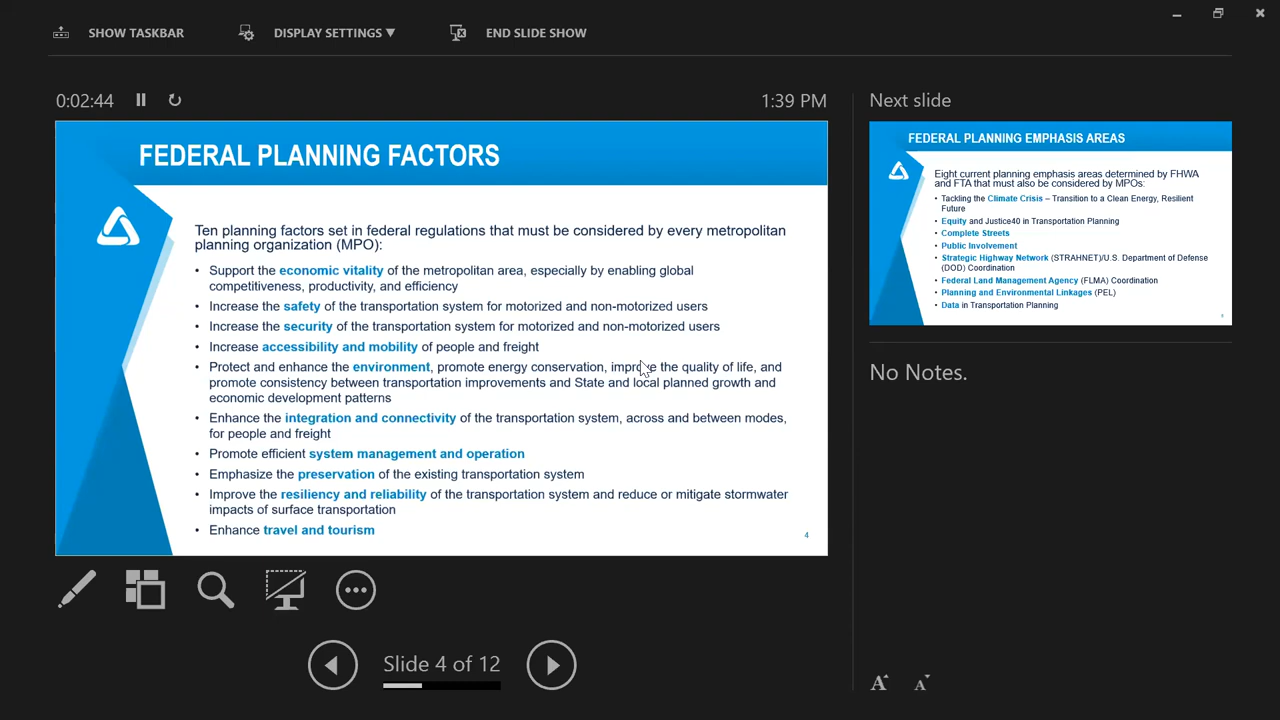 SHOW TASKBAR DISPLAY SETTINGS ▼ END SLIDE SHOW
0:02:44 1:39 PM
FEDERAL PLANNING FACTORS
Ten planning factors set in federal regulations that must be considered by every metropolitan
planning organization (MPO):
• Support the economic vitality of the metropolitan area, especially by enabling global
competitiveness, productivity, and efficiency
• Increase the safety of the transportation system for motorized and non-motorized users
• Increase the security of the transportation system for motorized and non-motorized users
• Increase accessibility and mobility of people and freight
• Protect and enhance the environment, promote energy conservation, improve the quality of life, and
promote consistency between transportation improvements and State and local planned growth and
economic development patterns
• Enhance the integration and connectivity of the transportation system, across and between modes,
for people and freight
• Promote efficient system management and operation
• Emphasize the preservation of the existing transportation system
• Improve the resiliency and reliability of the transportation system and reduce or mitigate stormwater
impacts of surface transportation
• Enhance travel and tourism
4
Slide 4 of 12
Next slide
FEDERAL PLANNING EMPHASIS AREAS
Eight current planning emphasis areas determined by FHWA
and FTA that must also be considered by MPOs:
• Tackling the Climate Crisis – Transition to a Clean Energy, Resilient
Future
• Equity and Justice40 in Transportation Planning
• Complete Streets
• Public Involvement
• Strategic Highway Network (STRAHNET)/U.S. Department of Defense
(DOD) Coordination
• Federal Land Management Agency (FLMA) Coordination
• Planning and Environmental Linkages (PEL)
• Data in Transportation Planning
No Notes.
A A